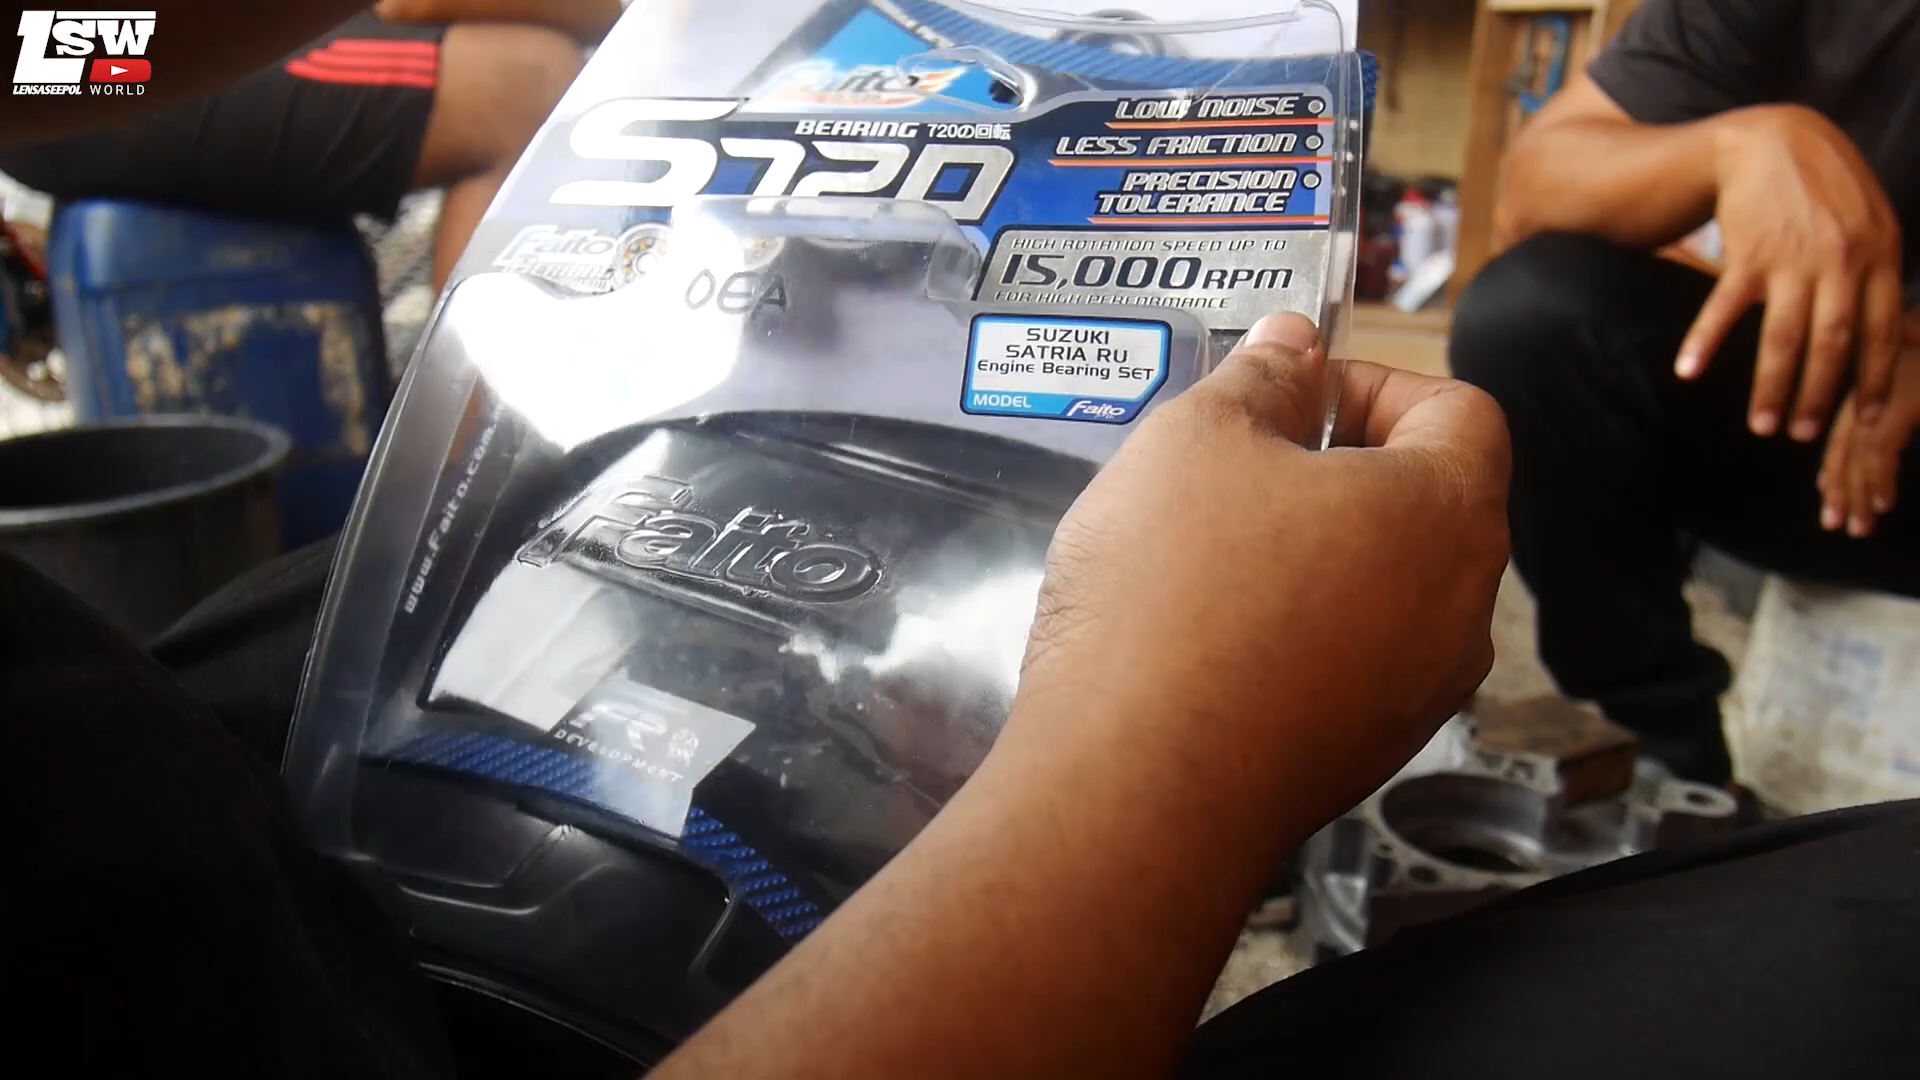 LSW
LENSASEEPOL WORLD
Faito
BEARING 720の回転
S720
LOW NOISE
LESS FRICTION
PRECISION
TOLERANCE
Faito
BEARING
HIGH ROTATION SPEED UP TO
15,000RPM
FOR HIGH PERFORMANCE
SUZUKI
SATRIA RU
Engine Bearing SET
MODEL Faito
www.Faito.com
Faito
DEVELOPMENT